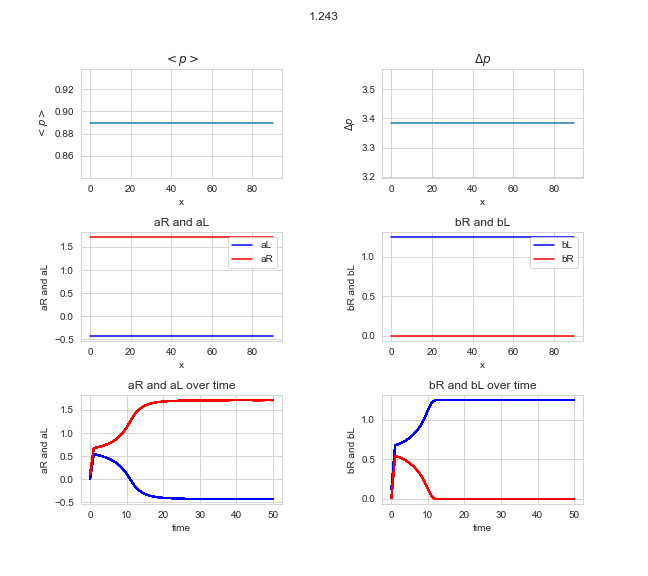 1.243
< p >
Δp
0.92
0.90
0.88
0.86
< p >
0 20 40 60 80
x
3.5
3.4
3.3
3.2
Δp
0 20 40 60 80
x
aR and aL
bR and bL
1.5
1.0
0.5
0.0
−0.5
aR and aL
aL
aR
0 20 40 60 80
x
1.0
0.5
0.0
bR and bL
bL
bR
0 20 40 60 80
x
aR and aL over time
bR and bL over time
1.5
1.0
0.5
0.0
−0.5
aR and aL
0 10 20 30 40 50
time
1.0
0.5
0.0
bR and bL
0 10 20 30 40 50
time